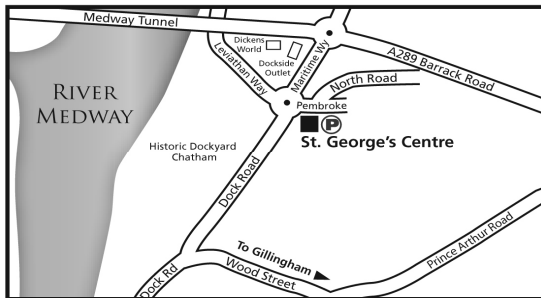 Medway Tunnel
Dickens
World
Dockside
Outlet
Leviathan Way
Maritime Wy
A289 Barrack Road
North Road
Pembroke
P
St. George's Centre
RIVER
MEDWAY
Historic Dockyard
Chatham
Dock Road
To Gillingham
Wood Street
Prince Arthur Road
Dock Rd